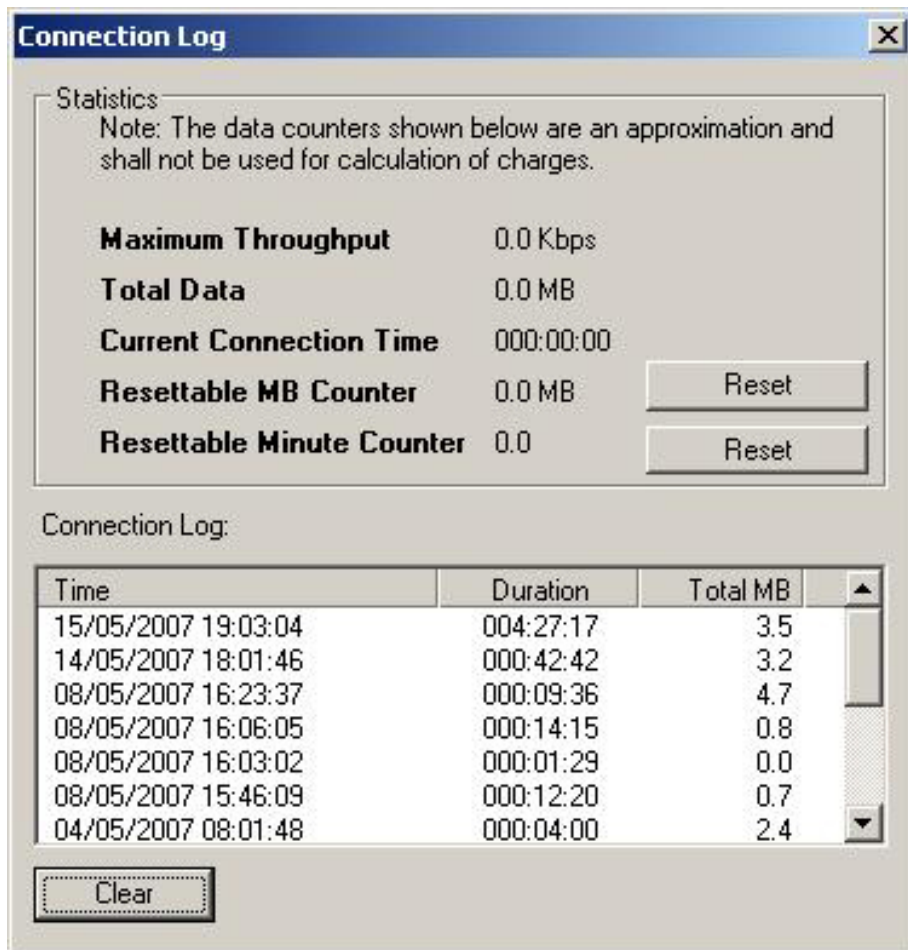 Connection Log
Statistics
Note: The data counters shown below are an approximation and
shall not be used for calculation of charges.
Maximum Throughput 0.0 Kbps
Total Data 0.0 MB
Current Connection Time 000:00:00
Resettable MB Counter 0.0 MB Reset
Resettable Minute Counter 0.0 Reset
Connection Log:
Time Duration Total MB
15/05/2007 19:03:04 004:27:17 3.5
14/05/2007 18:01:46 000:42:42 3.2
08/05/2007 16:23:37 000:09:36 4.7
08/05/2007 16:06:05 000:14:15 0.8
08/05/2007 16:03:02 000:01:29 0.0
08/05/2007 15:46:09 000:12:20 0.7
04/05/2007 08:01:48 000:04:00 2.4
Clear